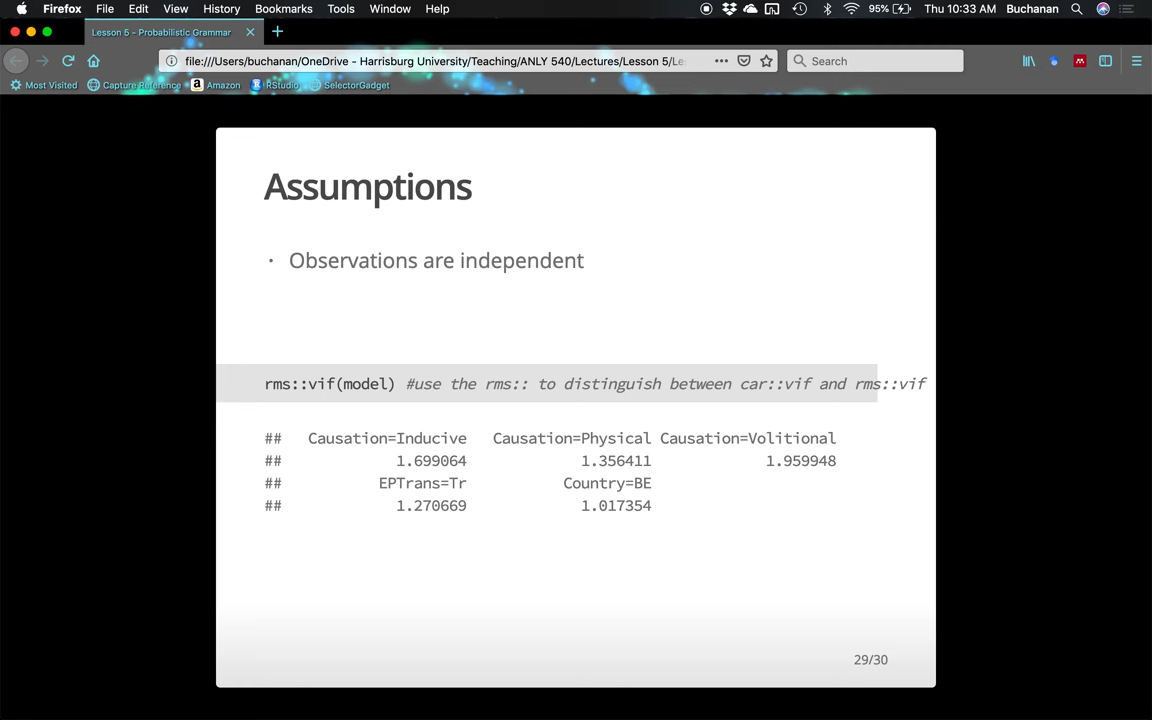 Firefox File Edit View History Bookmarks Tools Window Help 95% Thu 10:33 AM Buchanan
Lesson 5 - Probabilistic Grammar
file:///Users/buchanan/OneDrive - Harrisburg University/Teaching/ANLY 540/Lectures/Lesson 5/Le Search
Most Visited Capture Reference Amazon RStudio SelectorGadget
Assumptions
· Observations are independent
rms::vif(model) #use the rms:: to distinguish between car::vif and rms::vif
## Causation=Inducive Causation=Physical Causation=Volitional
## 1.699064 1.356411 1.959948
## EPTrans=Tr Country=BE
## 1.270669 1.017354
29/30